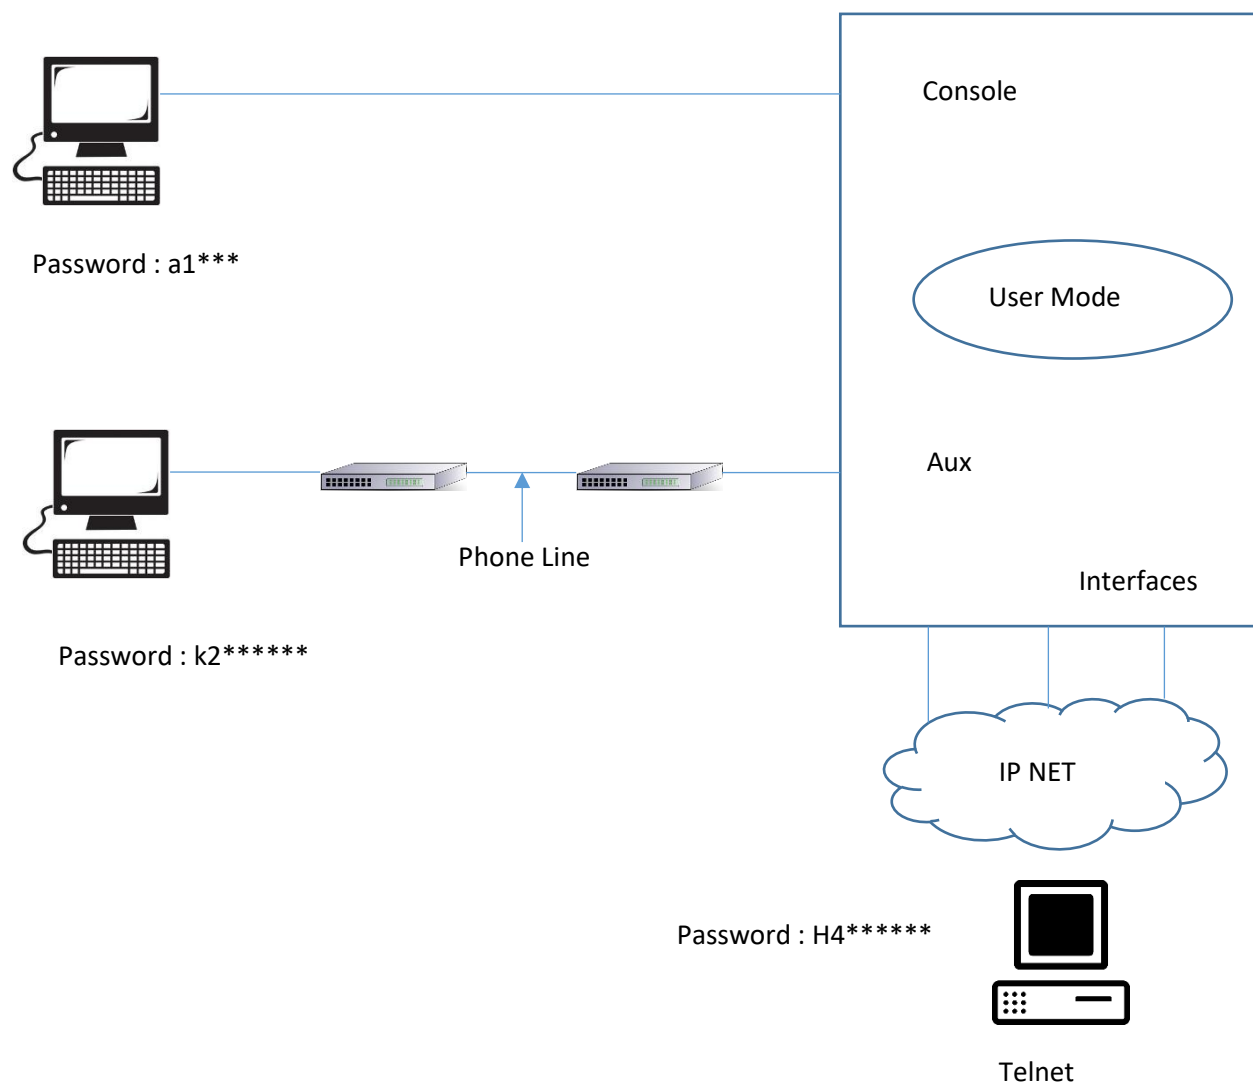 Console
Password : a1***
User Mode
Aux
Phone Line
Interfaces
Password : k2******
IP NET
Password : H4******
Telnet